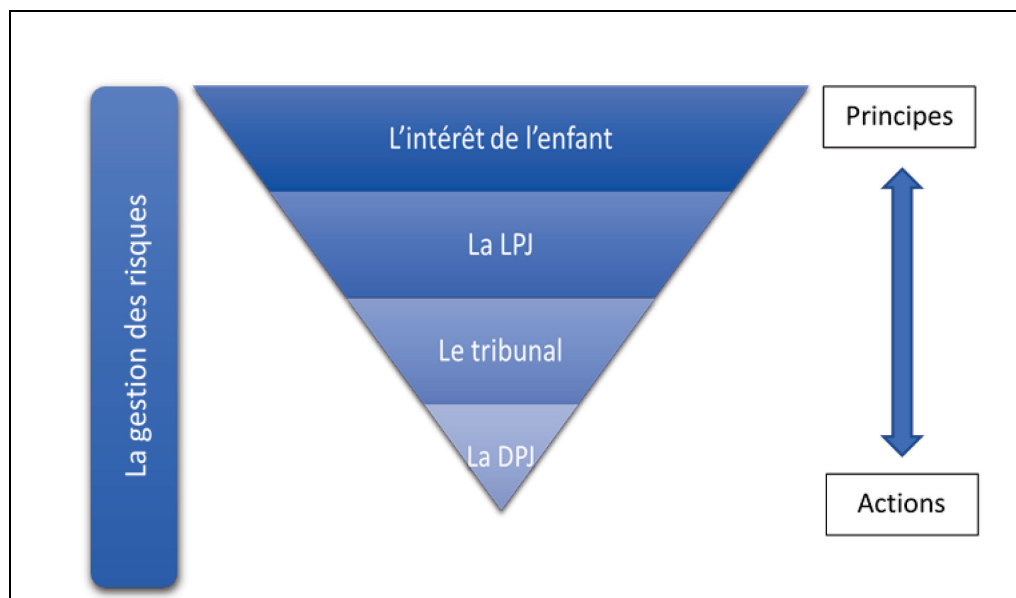 La gestion des risques
L'intérêt de l'enfant
La LPJ
Le tribunal
La DPJ
Principes
Actions